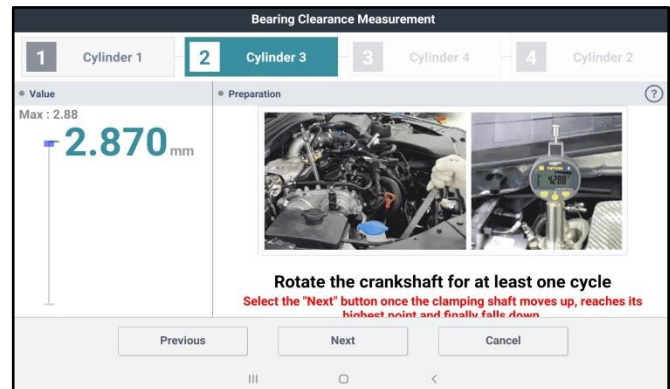 Bearing Clearance Measurement
1 Cylinder 1
2 Cylinder 3
3 Cylinder 4
4 Cylinder 2
Value
Preparation
?
Max : 2.88
2.870 mm
Rotate the crankshaft for at least one cycle
Select the "Next" button once the clamping shaft moves up, reaches its
highest point and finally falls down
Previous
Next
Cancel